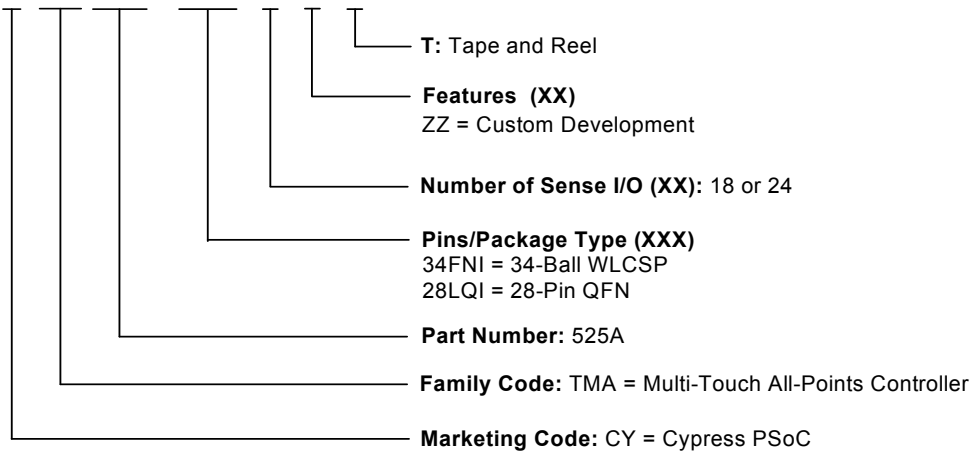 T: Tape and Reel
Features (XX)
ZZ = Custom Development
Number of Sense I/O (XX): 18 or 24
Pins/Package Type (XXX)
34FNI = 34-Ball WLCSP
28LQI = 28-Pin QFN
Part Number: 525A
Family Code: TMA = Multi-Touch All-Points Controller
Marketing Code: CY = Cypress PSoC